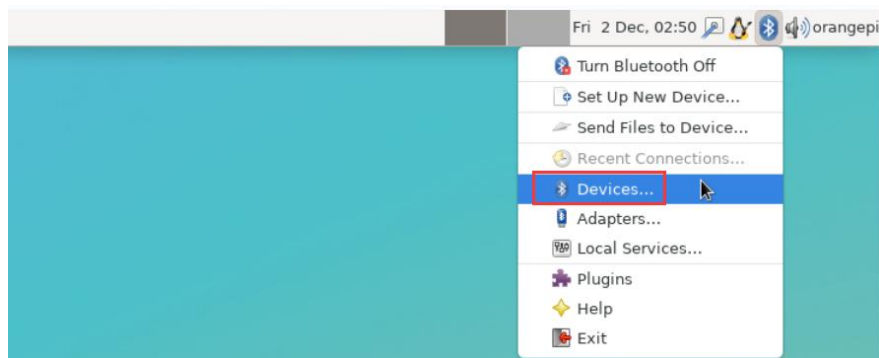 Fri 2 Dec, 02:50 orangepi
Turn Bluetooth Off
Set Up New Device...
Send Files to Device...
Recent Connections...
Devices...
Adapters...
Local Services...
Plugins
Help
Exit